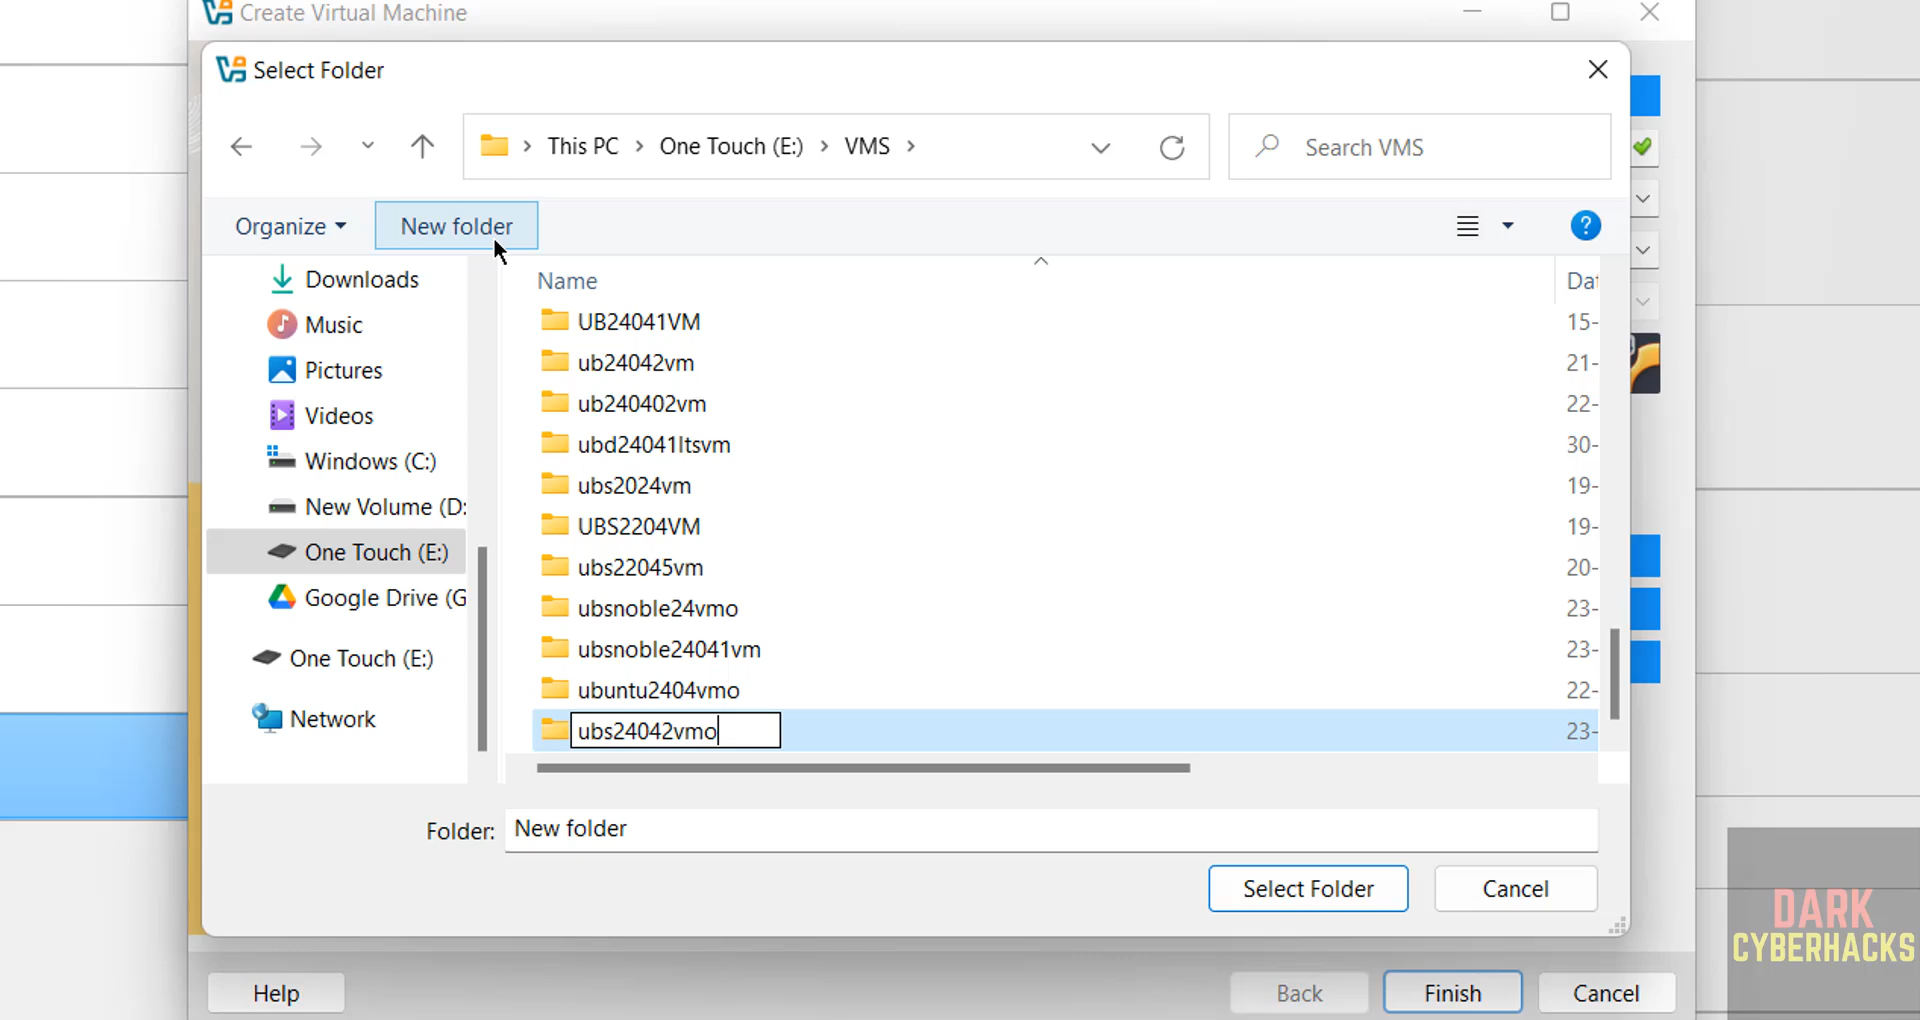 Create Virtual Machine
Select Folder
This PC > One Touch (E:) > VMS >
Search VMS
Organize
New folder
?
Name
Dat
Downloads
Music
Pictures
Videos
Windows (C:)
New Volume (D:
One Touch (E:)
Google Drive (G
One Touch (E:)
Network
UB24041VM 15-
ub24042vm 21-
ub240402vm 22-
ubd24041ltsvm 30-
ubs2024vm 19-
UBS2204VM 19-
ubs22045vm 20-
ubsnoble24vmo 23-
ubsnoble24041vm 23-
ubuntu2404vmo 22-
ubs24042vmo 23-
Folder: New folder
Select Folder
Cancel
Help
Back
Finish
Cancel
DARK
CYBERHACKS